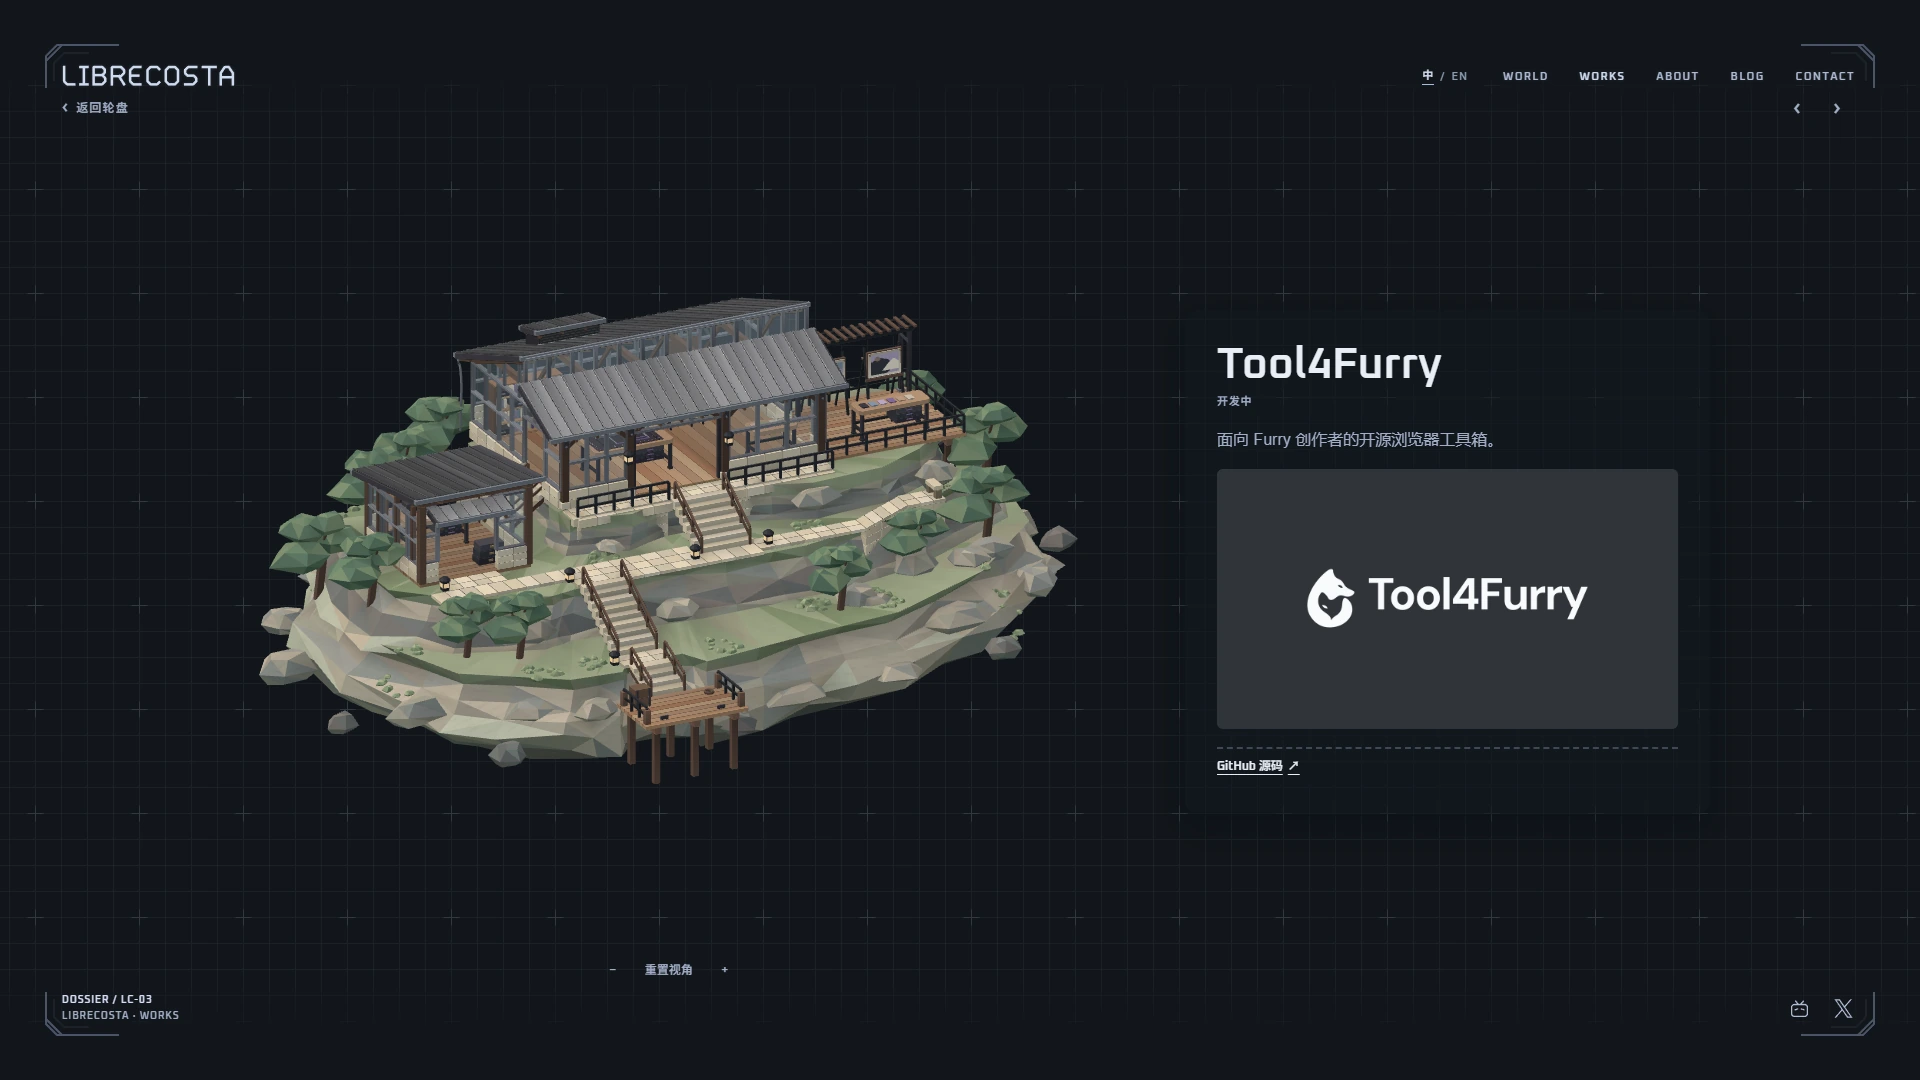 LIBRECOSTA
中 / EN WORLD WORKS ABOUT BLOG CONTACT
‹ 返回轮盘
‹ ›
Tool4Furry
开发中
面向 Furry 创作者的开源浏览器工具箱。
Tool4Furry
GitHub 源码 ↗
− 重置视角 +
DOSSIER / LC-03
LIBRECOSTA · WORKS